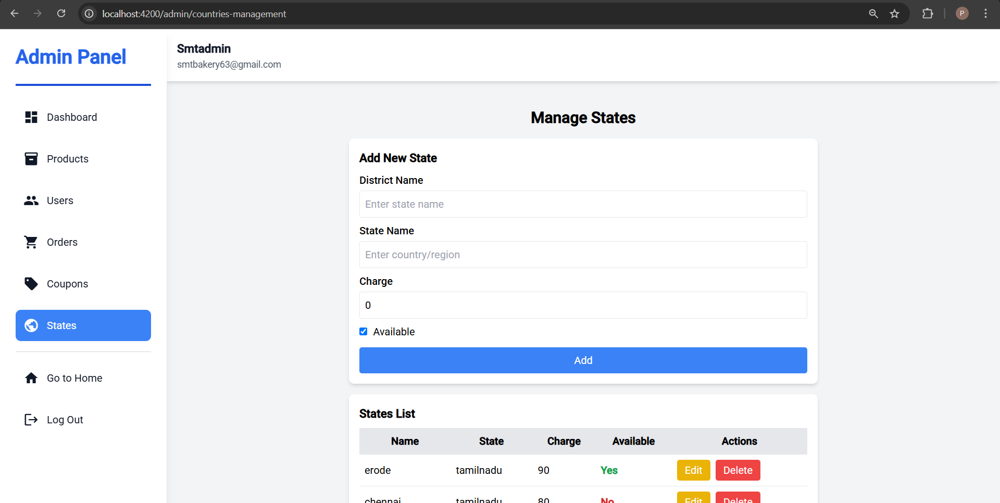 localhost:4200/admin/countries-management
P
Admin Panel
Smtadmin
smtbakery63@gmail.com
Dashboard
Products
Users
Orders
Coupons
States
Go to Home
Log Out
Manage States
Add New State
District Name
Enter state name
State Name
Enter country/region
Charge
0
Available
Add
States List
Name State Charge Available Actions
erode tamilnadu 90 Yes Edit Delete
chennai tamilnadu 80 No Edit Delete